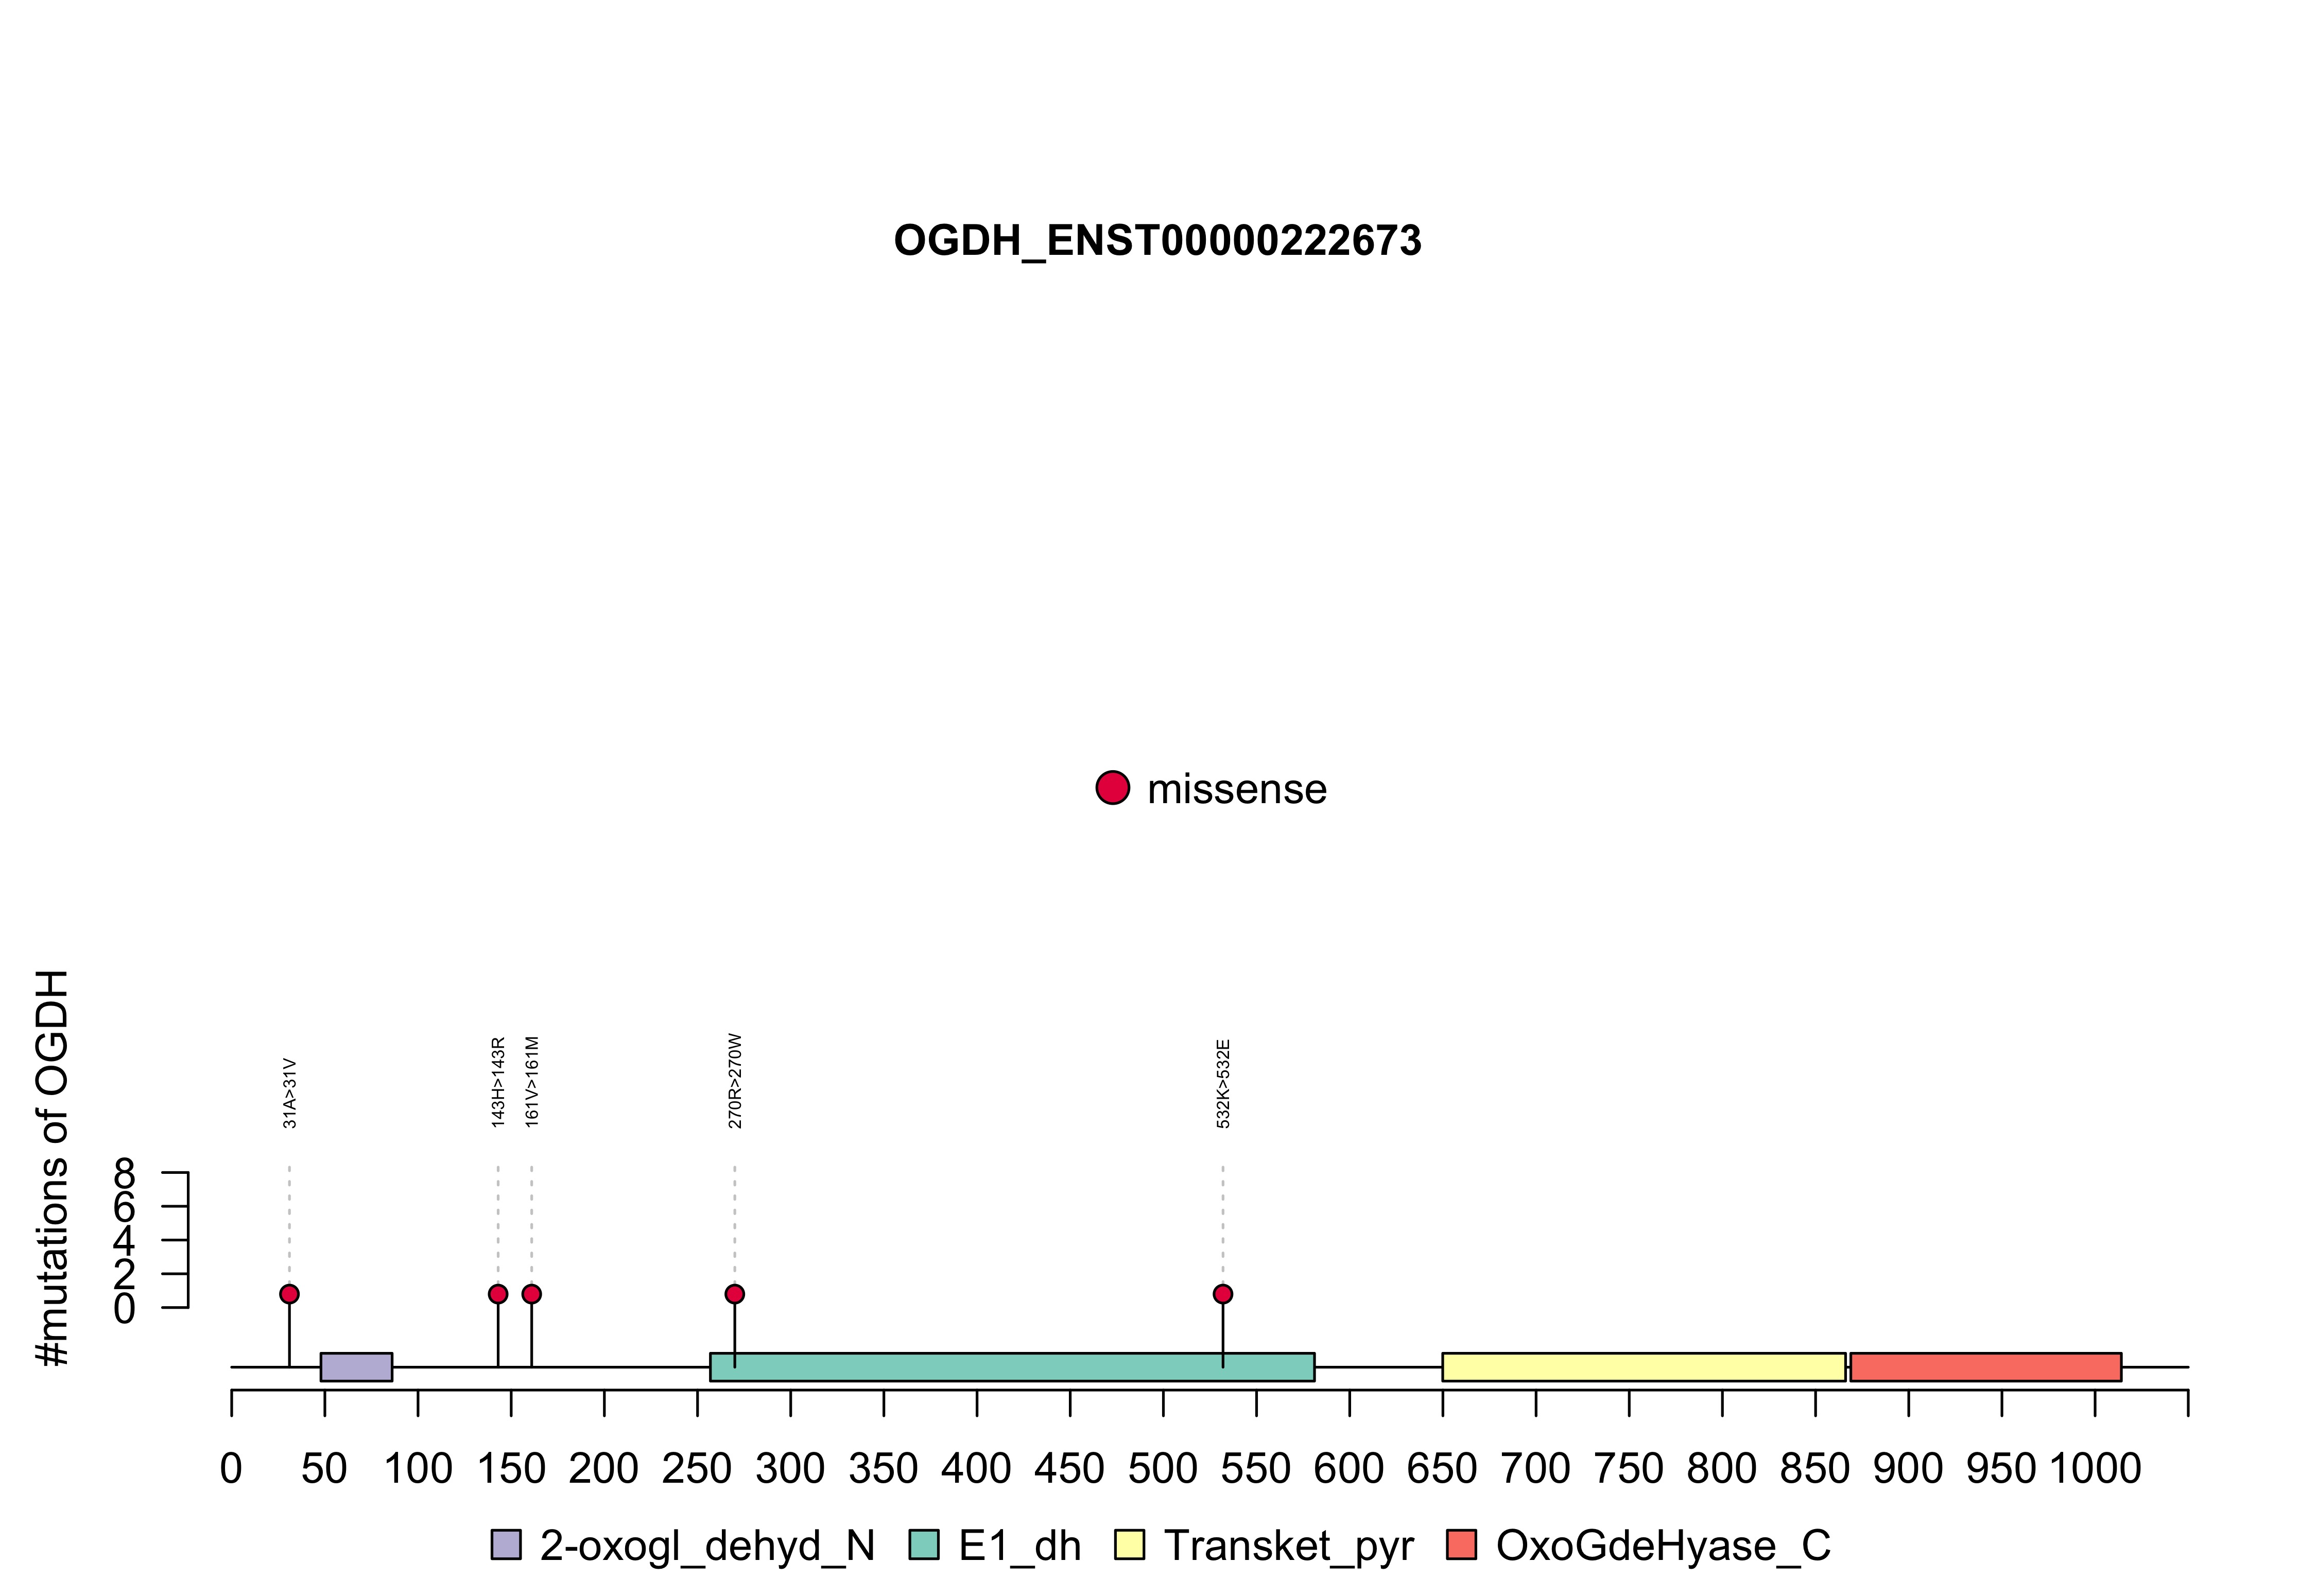 OGDH_ENST00000222673
missense
#mutations of OGDH
31A>31V
143H>143R
161V>161M
270R>270W
532K>532E
8
6
4
2
0
0 50 100 150 200 250 300 350 400 450 500 550 600 650 700 750 800 850 900 950 1000
2-oxogl_dehyd_N E1_dh Transket_pyr OxoGdeHyase_C